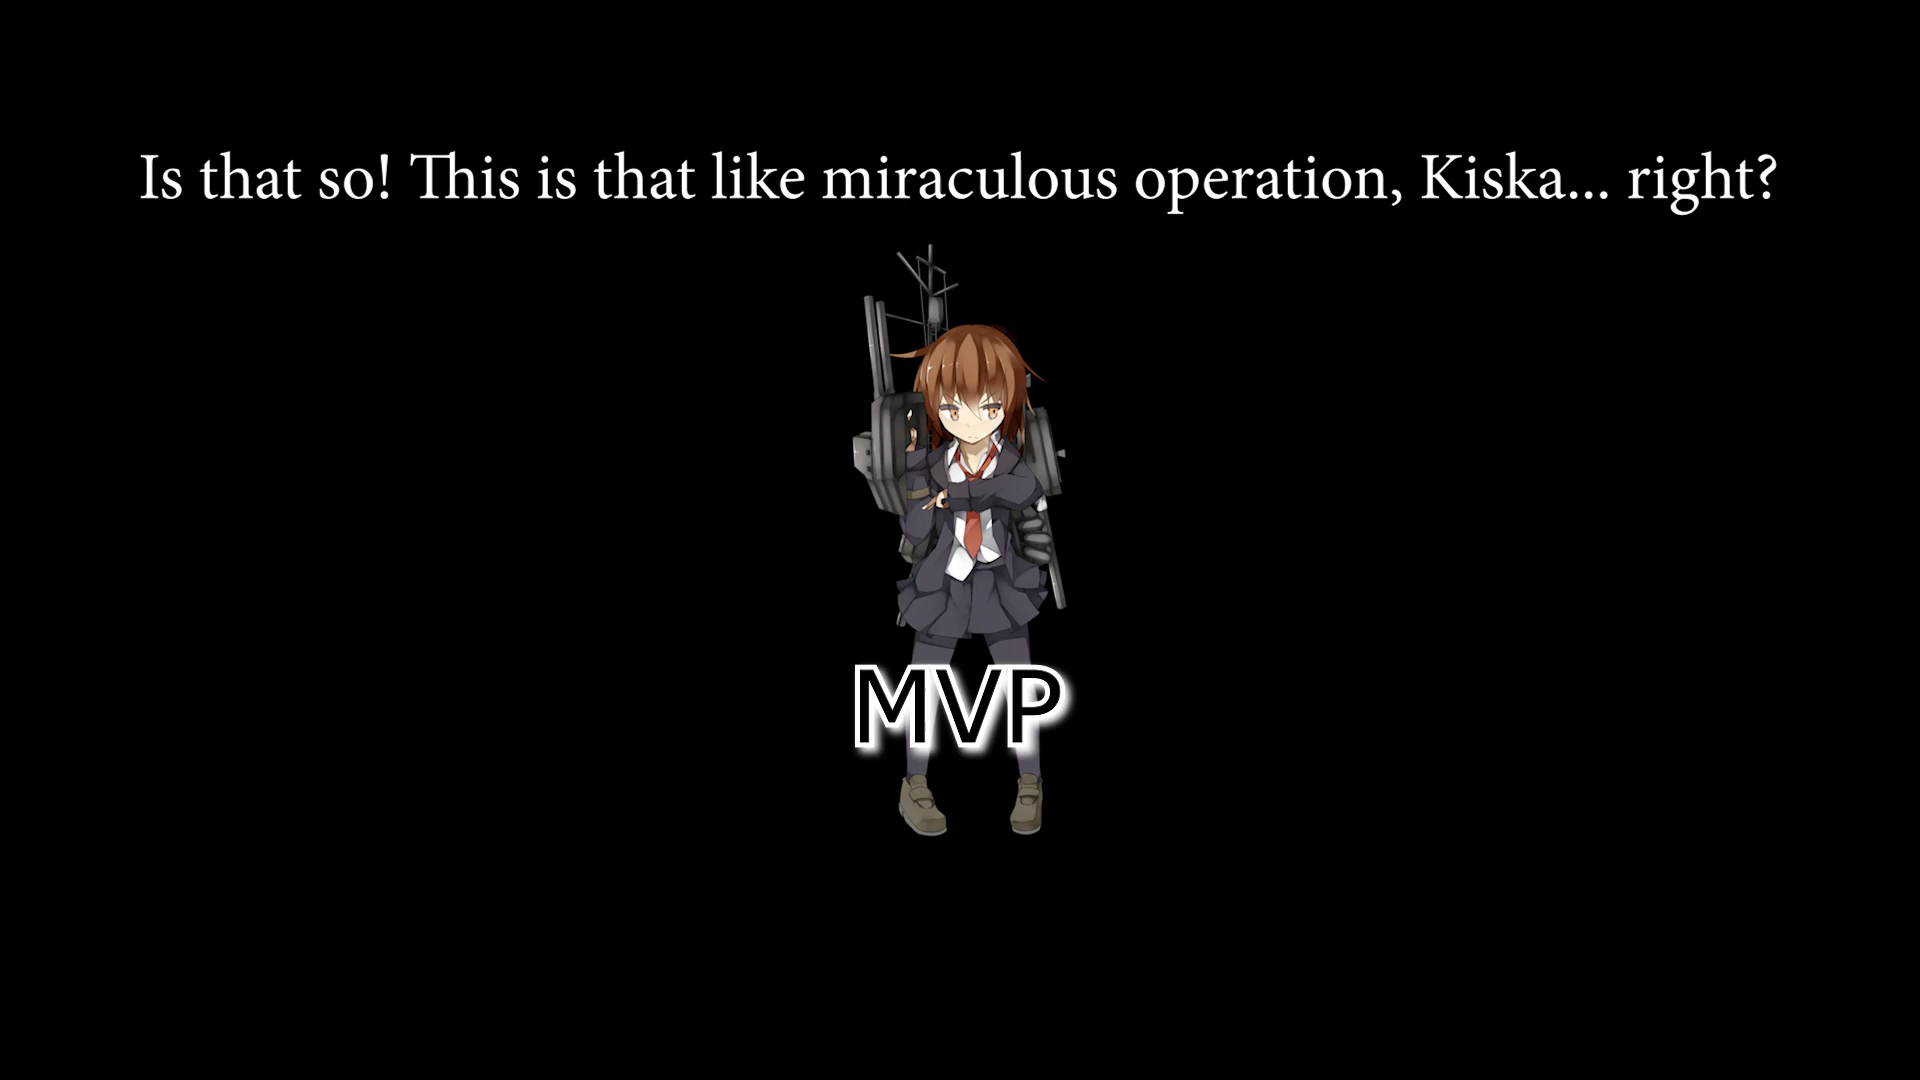 Is that so! This is that like miraculous operation, Kiska... right?
MVP